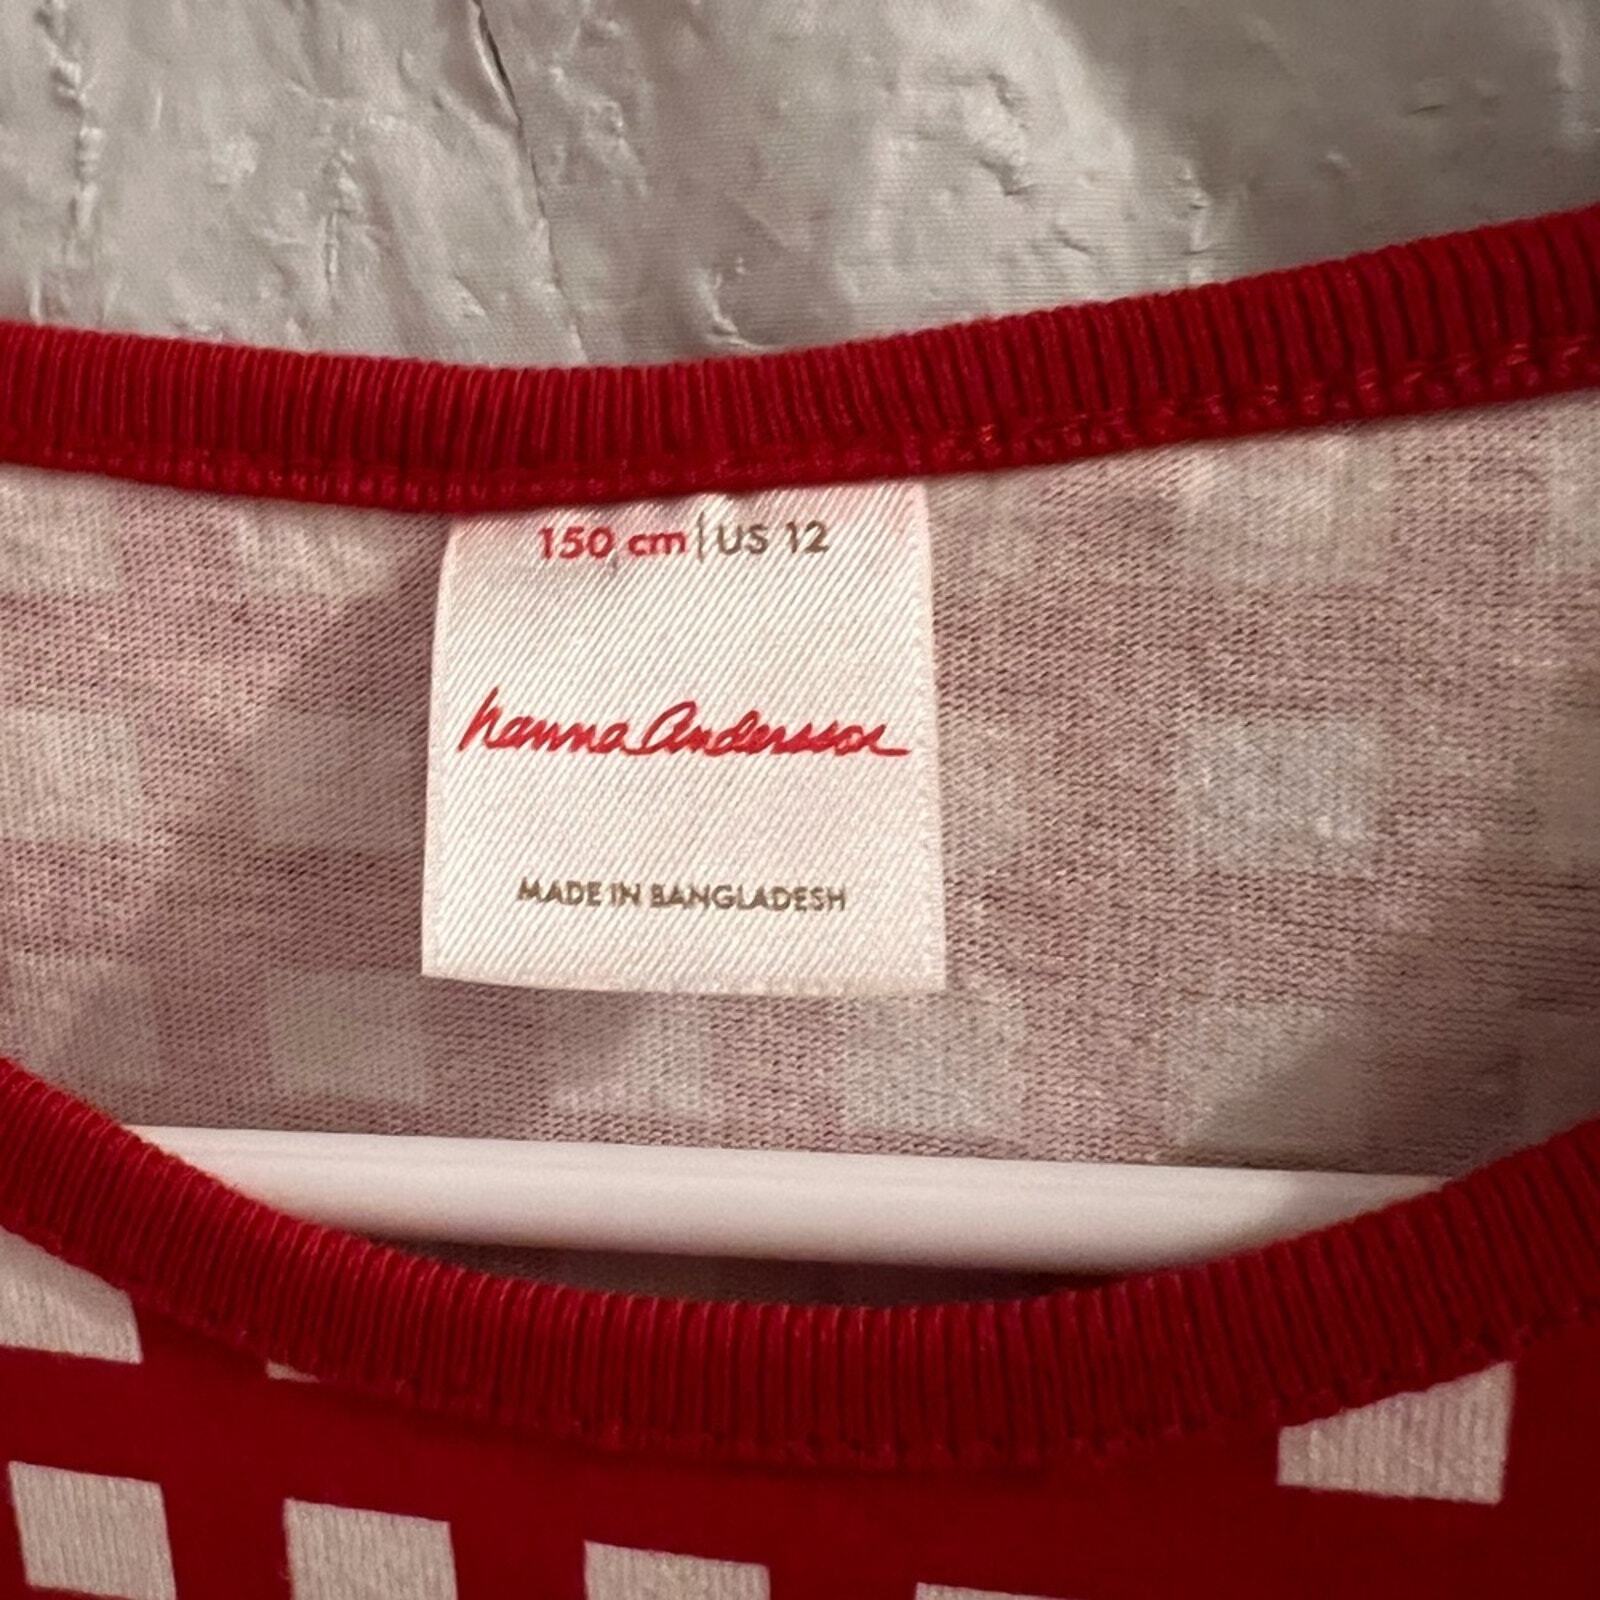 150 cm | US 12
hanna Andersson
MADE IN BANGLADESH